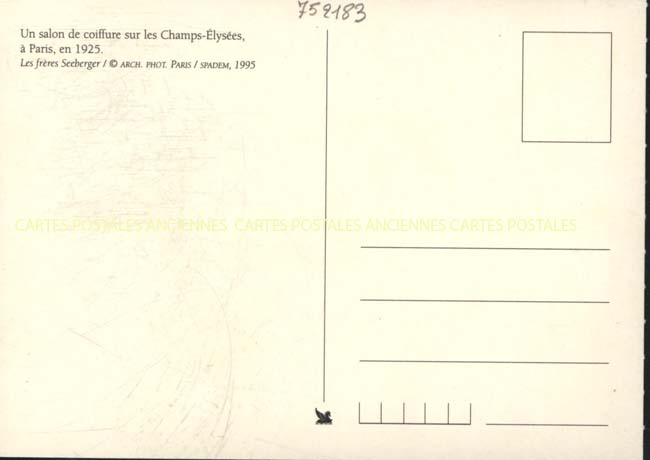 752183
Un salon de coiffure sur les Champs-Élysées,
à Paris, en 1925.
Les frères Seeberger / © ARCH. PHOT. PARIS / SPADEM, 1995
CARTES POSTALES ANCIENNES CARTES POSTALES ANCIENNES CARTES POSTALES